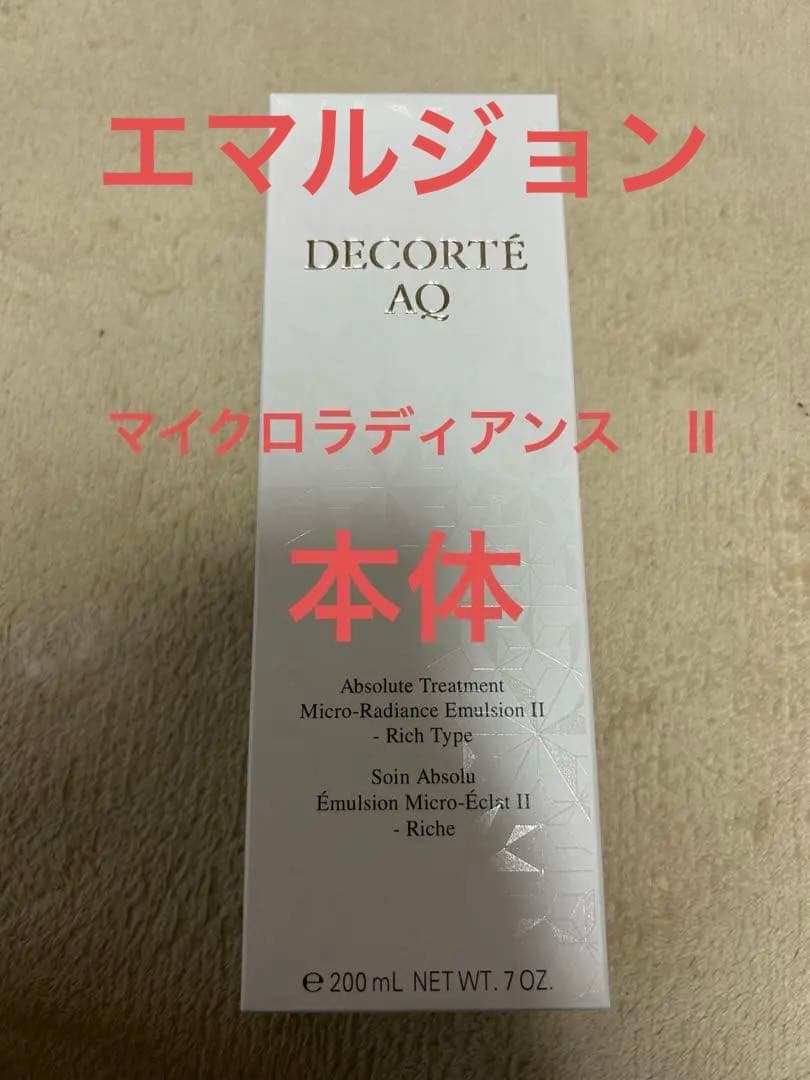 エマルジョン
DECORTÉ
AQ
マイクロラディアンス　II
本体
Absolute Treatment
Micro-Radiance Emulsion II
- Rich Type
Soin Absolu
Émulsion Micro-Éclat II
- Riche
℮ 200 mL NET WT. 7 OZ.